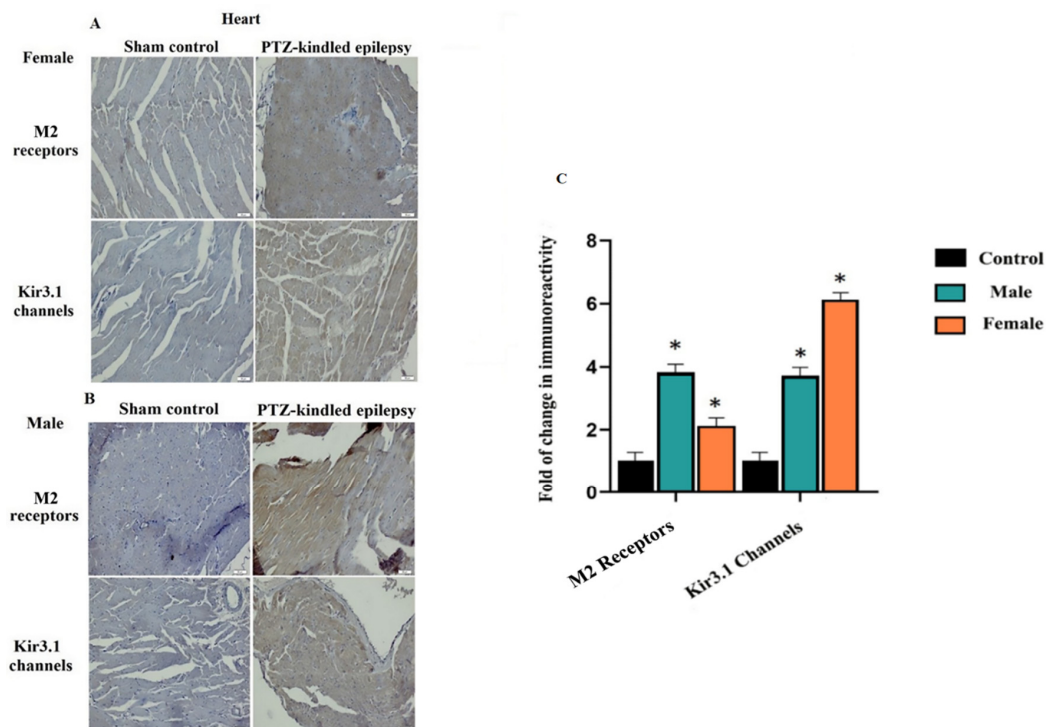 A
Heart
Female
Sham control
PTZ-kindled epilepsy
M2
receptors
Kir3.1
channels
B
Male
Sham control
PTZ-kindled epilepsy
M2
receptors
Kir3.1
channels
C
Fold of change in immunoreactivity
8
6
4
2
0
*
*
*
*
M2 Receptors
Kir3.1 Channels
Control
Male
Female